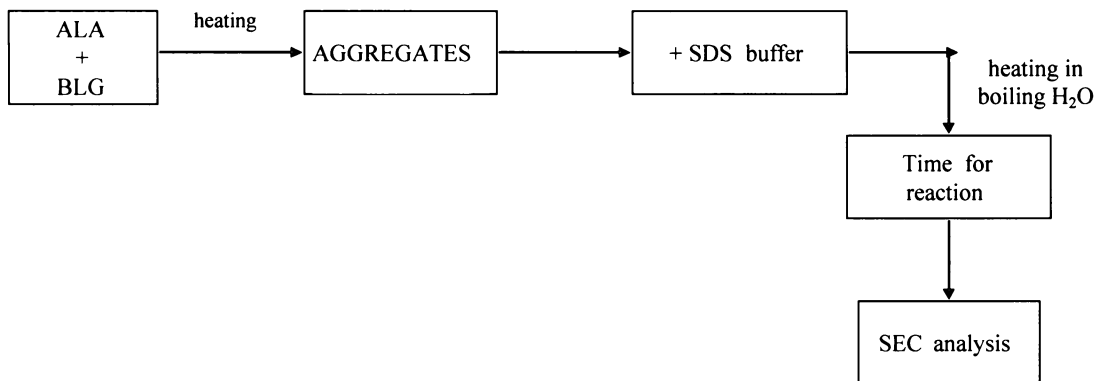 ALA
+
BLG
heating
AGGREGATES
+ SDS buffer
heating in
boiling H₂O
Time for
reaction
SEC analysis